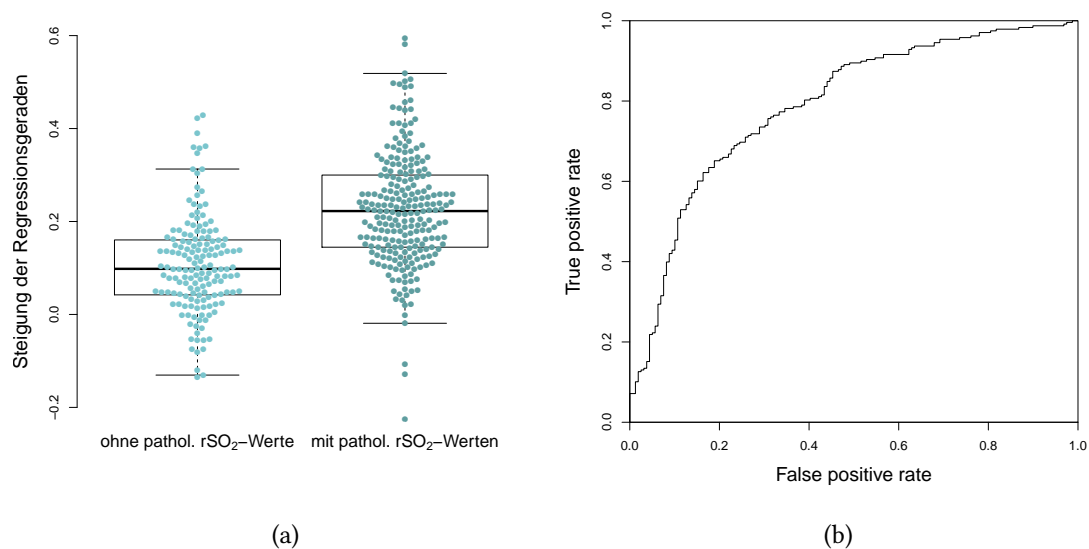 Steigung der Regressionsgeraden
0.6
0.4
0.2
0.0
−0.2
ohne pathol. rSO₂−Werte
mit pathol. rSO₂−Werten
(a)
True positive rate
1.0
0.8
0.6
0.4
0.2
0.0
0.0 0.2 0.4 0.6 0.8 1.0
False positive rate
(b)